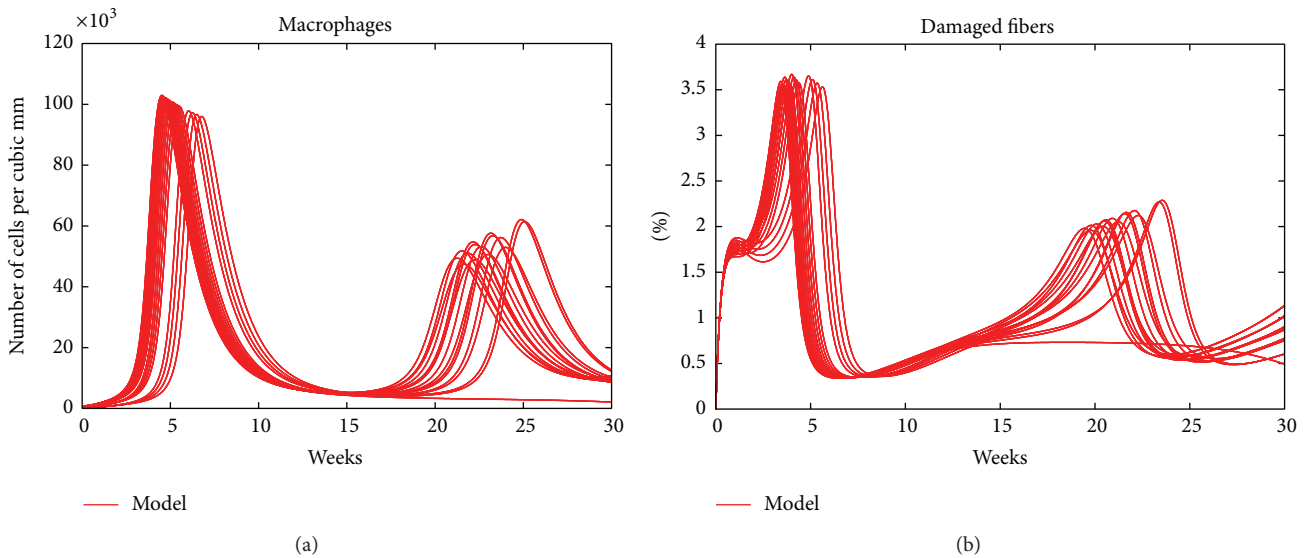 Macrophages
×10³
120
100
80
60
40
20
0
Number of cells per cubic mm
0 5 10 15 20 25 30
Weeks
Model
(a)
Damaged fibers
4
3.5
3
2.5
2
1.5
1
0.5
0
(%)
0 5 10 15 20 25 30
Weeks
Model
(b)